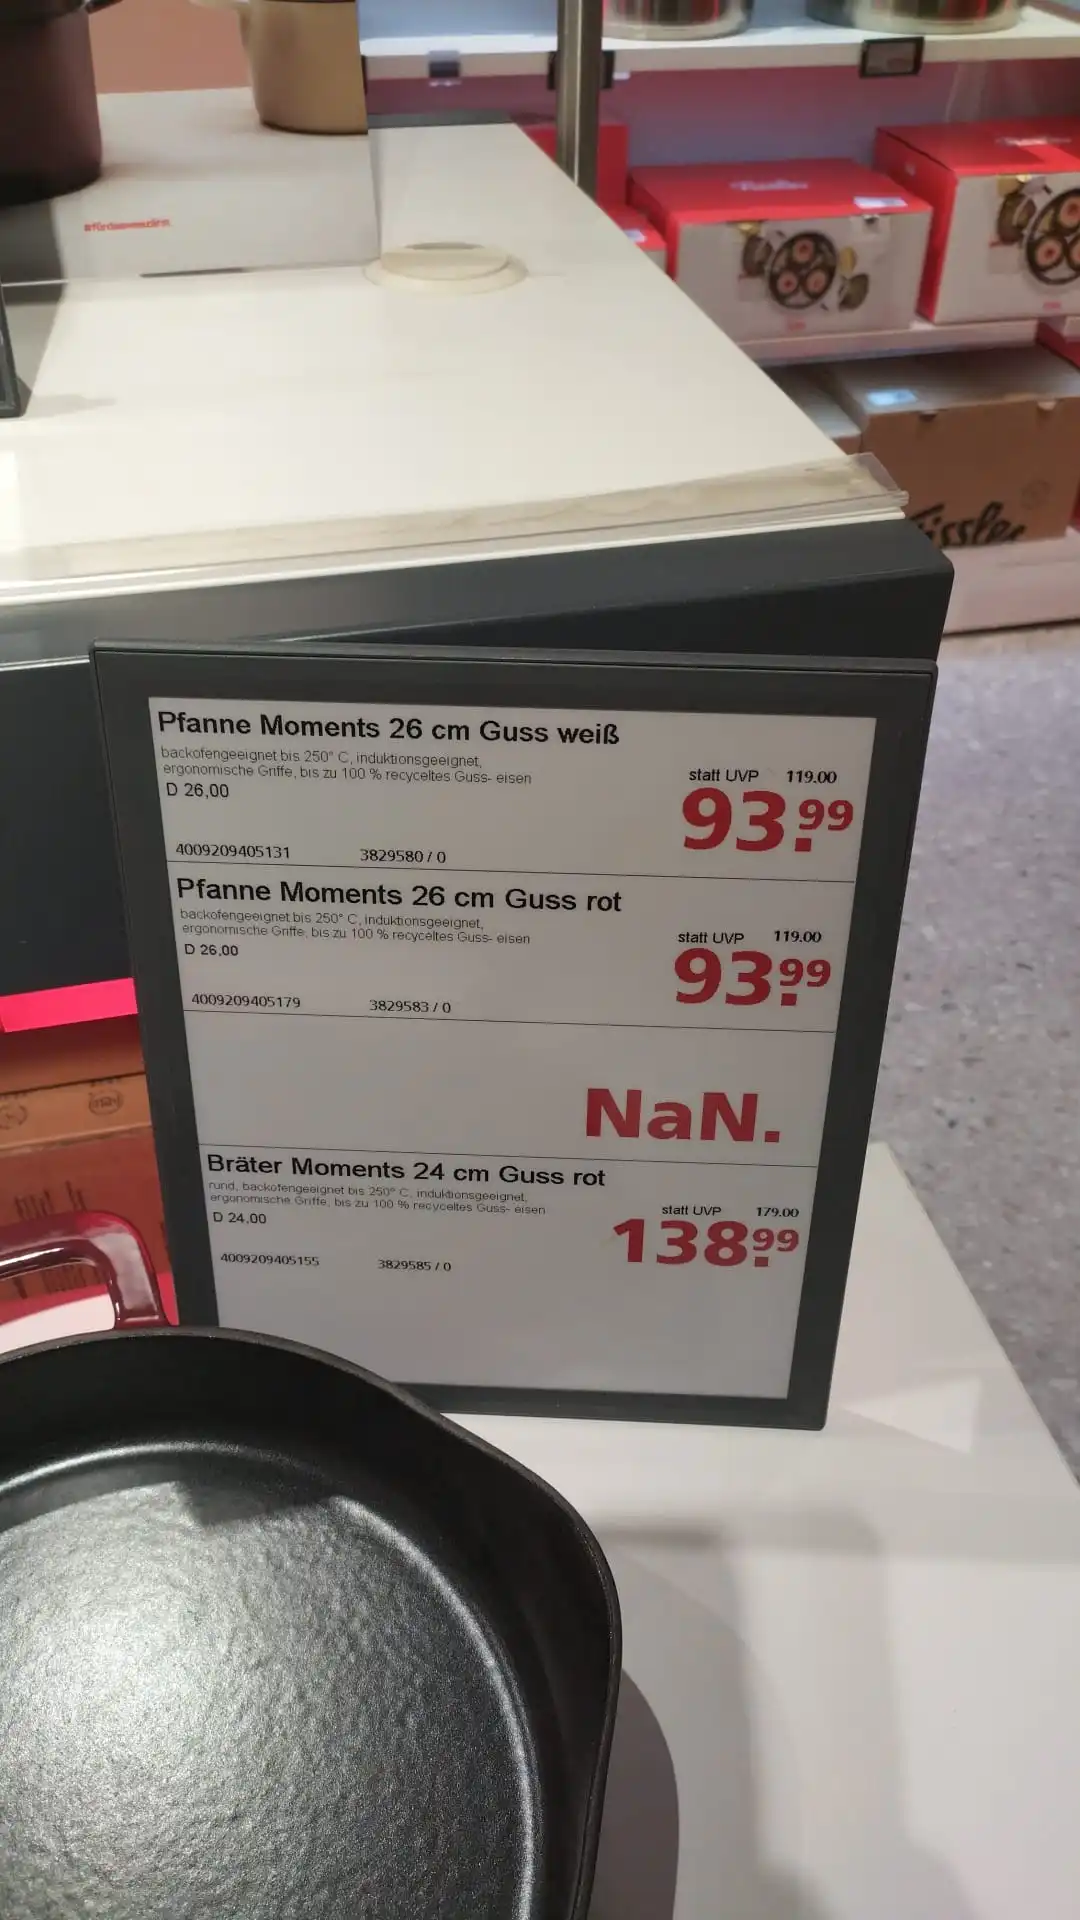 Pfanne Moments 26 cm Guss weiß
backofengeeignet bis 250° C, induktionsgeeignet,
ergonomische Griffe, bis zu 100 % recyceltes Guss- eisen
D 26,00
statt UVP 119.00
93.99
4009209405131 3829580 / 0
Pfanne Moments 26 cm Guss rot
backofengeeignet bis 250° C, induktionsgeeignet,
ergonomische Griffe, bis zu 100 % recyceltes Guss- eisen
D 26,00
statt UVP 119.00
93.99
4009209405179 3829583 / 0
NaN.
Bräter Moments 24 cm Guss rot
rund, backofengeeignet bis 250° C, induktionsgeeignet,
ergonomische Griffe, bis zu 100 % recyceltes Guss- eisen
D 24,00
statt UVP 179.00
138.99
4009209405155 3829585 / 0